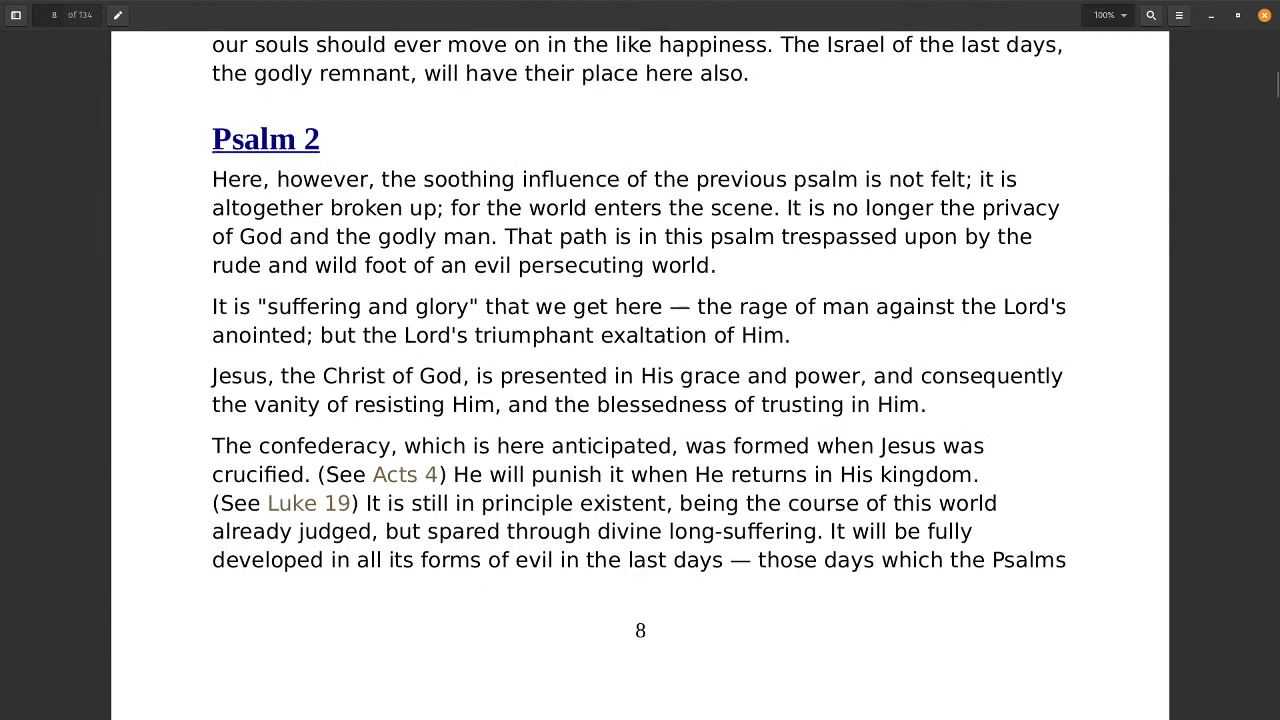 8 of 134
100%
our souls should ever move on in the like happiness. The Israel of the last days,
the godly remnant, will have their place here also.
Psalm 2
Here, however, the soothing influence of the previous psalm is not felt; it is
altogether broken up; for the world enters the scene. It is no longer the privacy
of God and the godly man. That path is in this psalm trespassed upon by the
rude and wild foot of an evil persecuting world.
It is "suffering and glory" that we get here — the rage of man against the Lord's
anointed; but the Lord's triumphant exaltation of Him.
Jesus, the Christ of God, is presented in His grace and power, and consequently
the vanity of resisting Him, and the blessedness of trusting in Him.
The confederacy, which is here anticipated, was formed when Jesus was
crucified. (See Acts 4) He will punish it when He returns in His kingdom.
(See Luke 19) It is still in principle existent, being the course of this world
already judged, but spared through divine long-suffering. It will be fully
developed in all its forms of evil in the last days — those days which the Psalms
8